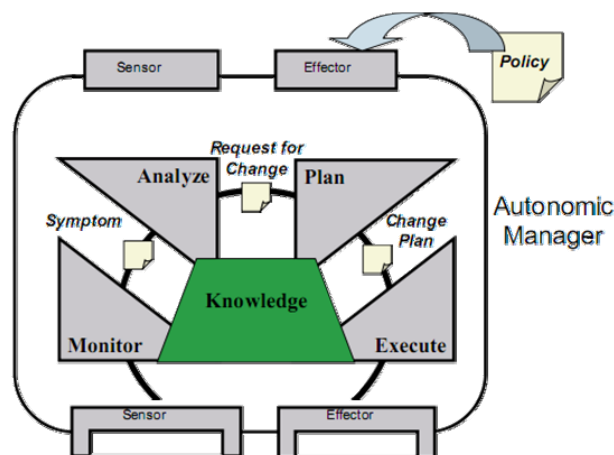 Sensor
Effector
Policy
Request for
Change
Analyze
Plan
Symptom
Change
Plan
Autonomic
Manager
Knowledge
Monitor
Execute
Sensor
Effector